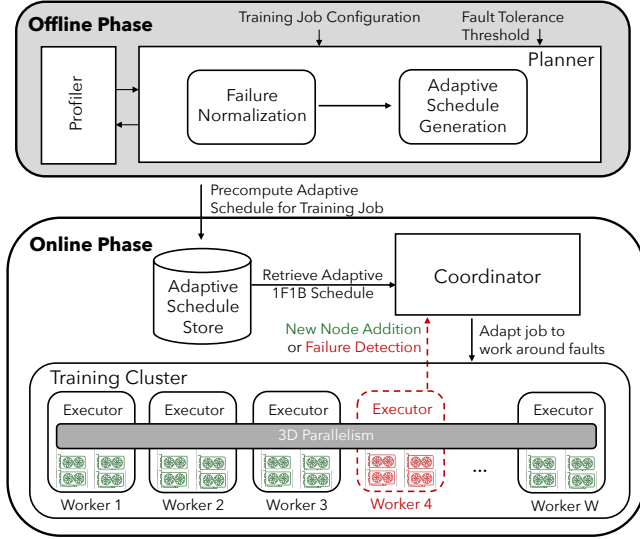 Offline Phase
Training Job Configuration
Fault Tolerance
Threshold
Planner
Profiler
Failure
Normalization
Adaptive
Schedule
Generation
Precompute Adaptive
Schedule for Training Job
Online Phase
Adaptive
Schedule
Store
Retrieve Adaptive
1F1B Schedule
Coordinator
New Node Addition
or Failure Detection
Adapt job to
work around faults
Training Cluster
Executor
Executor
Executor
Executor
Executor
3D Parallelism
...
Worker 1
Worker 2
Worker 3
Worker 4
Worker W